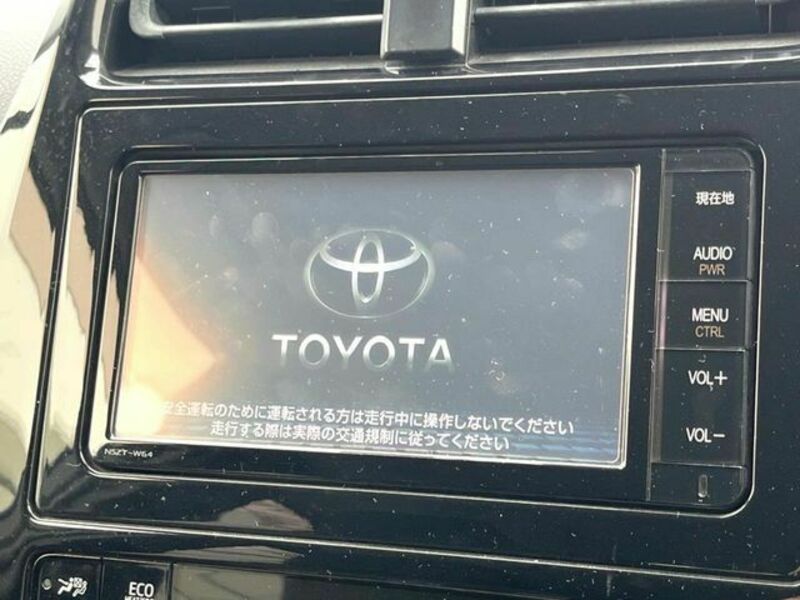 現在地
AUDIO
PWR
MENU
CTRL
VOL+
VOL-
TOYOTA
安全運転のために運転される方は走行中に操作しないでください
走行する際は実際の交通規制に従ってください
NSZT-W64
ECO